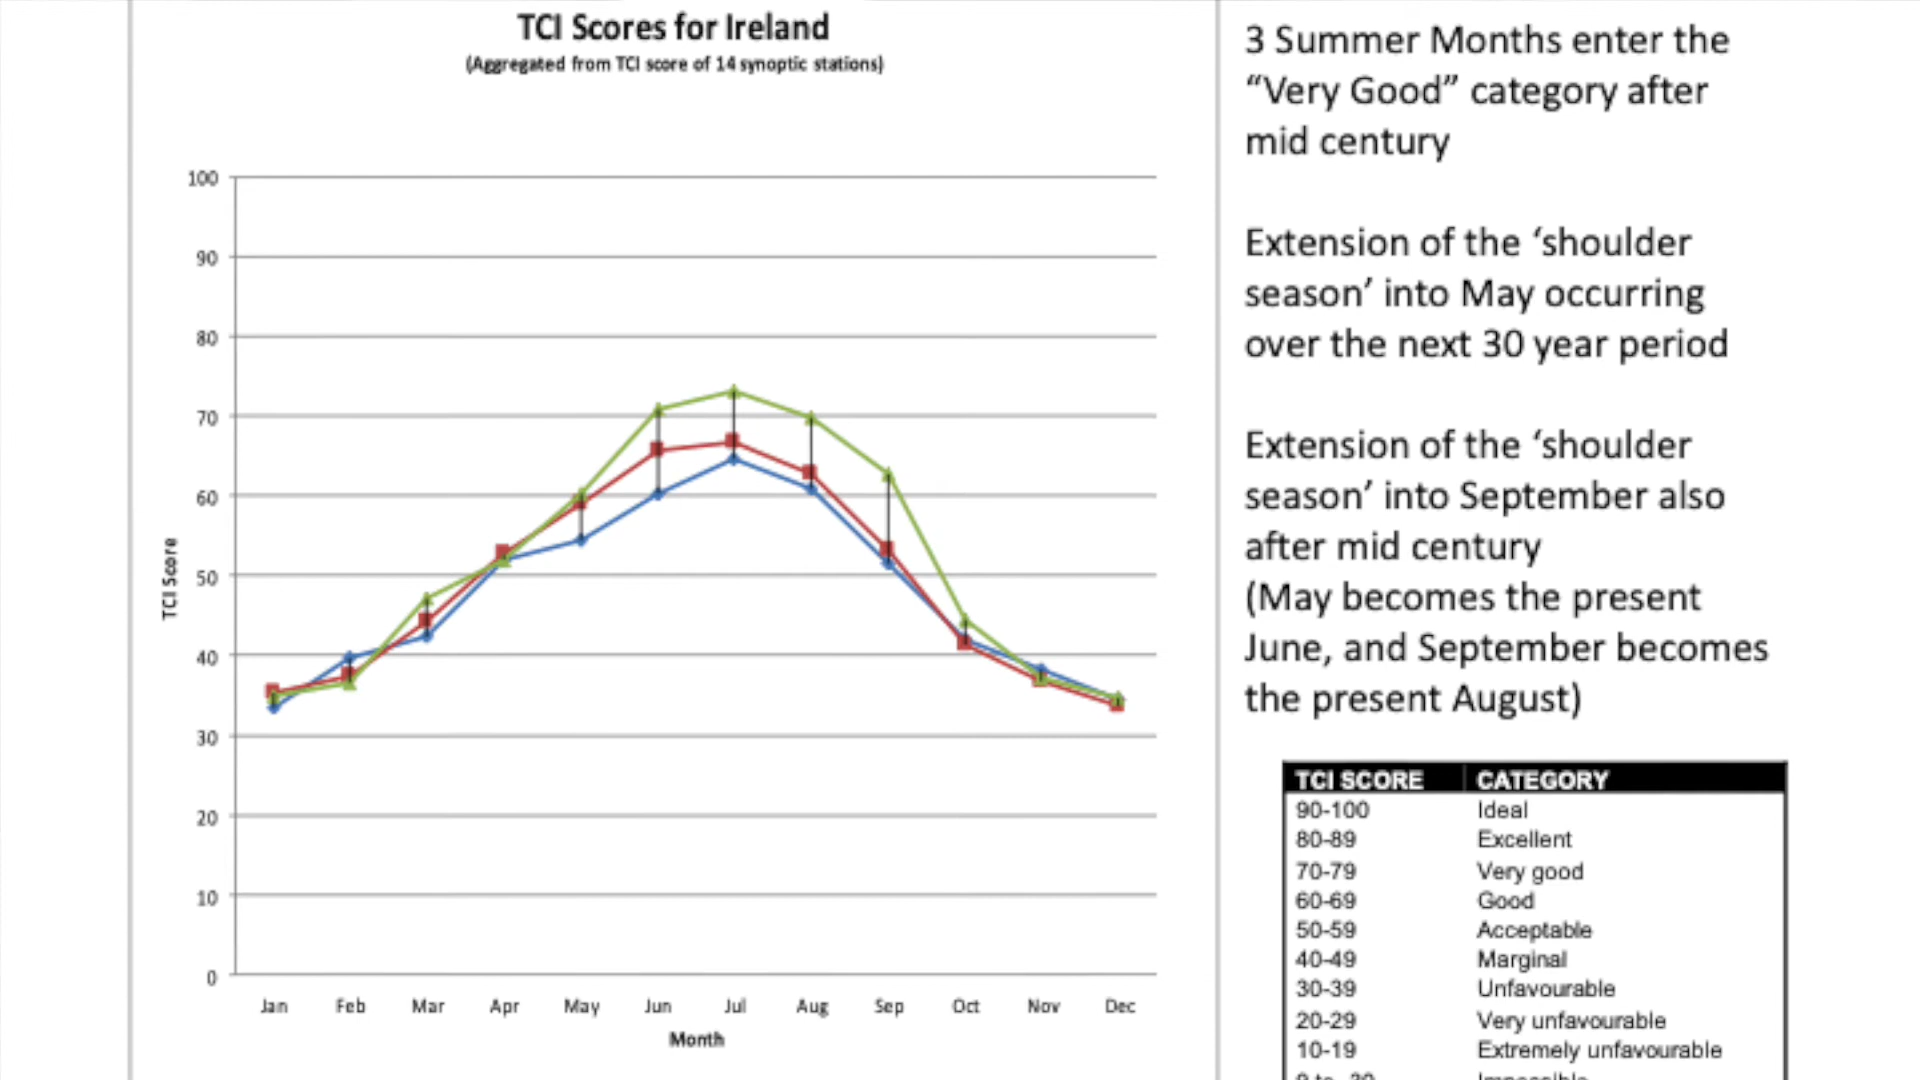 TCI Scores for Ireland
(Aggregated from TCI score of 14 synoptic stations)
100
90
80
70
60
50
40
30
20
10
0
TCI Score
Jan Feb Mar Apr May Jun Jul Aug Sep Oct Nov Dec
Month
3 Summer Months enter the
“Very Good” category after
mid century
Extension of the ‘shoulder
season’ into May occurring
over the next 30 year period
Extension of the ‘shoulder
season’ into September also
after mid century
(May becomes the present
June, and September becomes
the present August)
TCI SCORE CATEGORY
90-100 Ideal
80-89 Excellent
70-79 Very good
60-69 Good
50-59 Acceptable
40-49 Marginal
30-39 Unfavourable
20-29 Very unfavourable
10-19 Extremely unfavourable